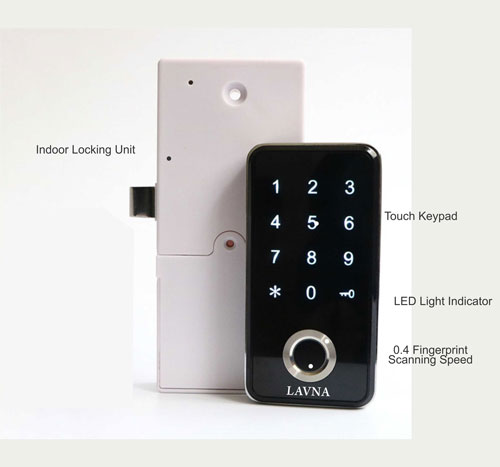 Indoor Locking Unit
1 2 3
4 5 6
Touch Keypad
7 8 9
* 0
LED Light Indicator
0.4 Fingerprint
Scanning Speed
LAVNA